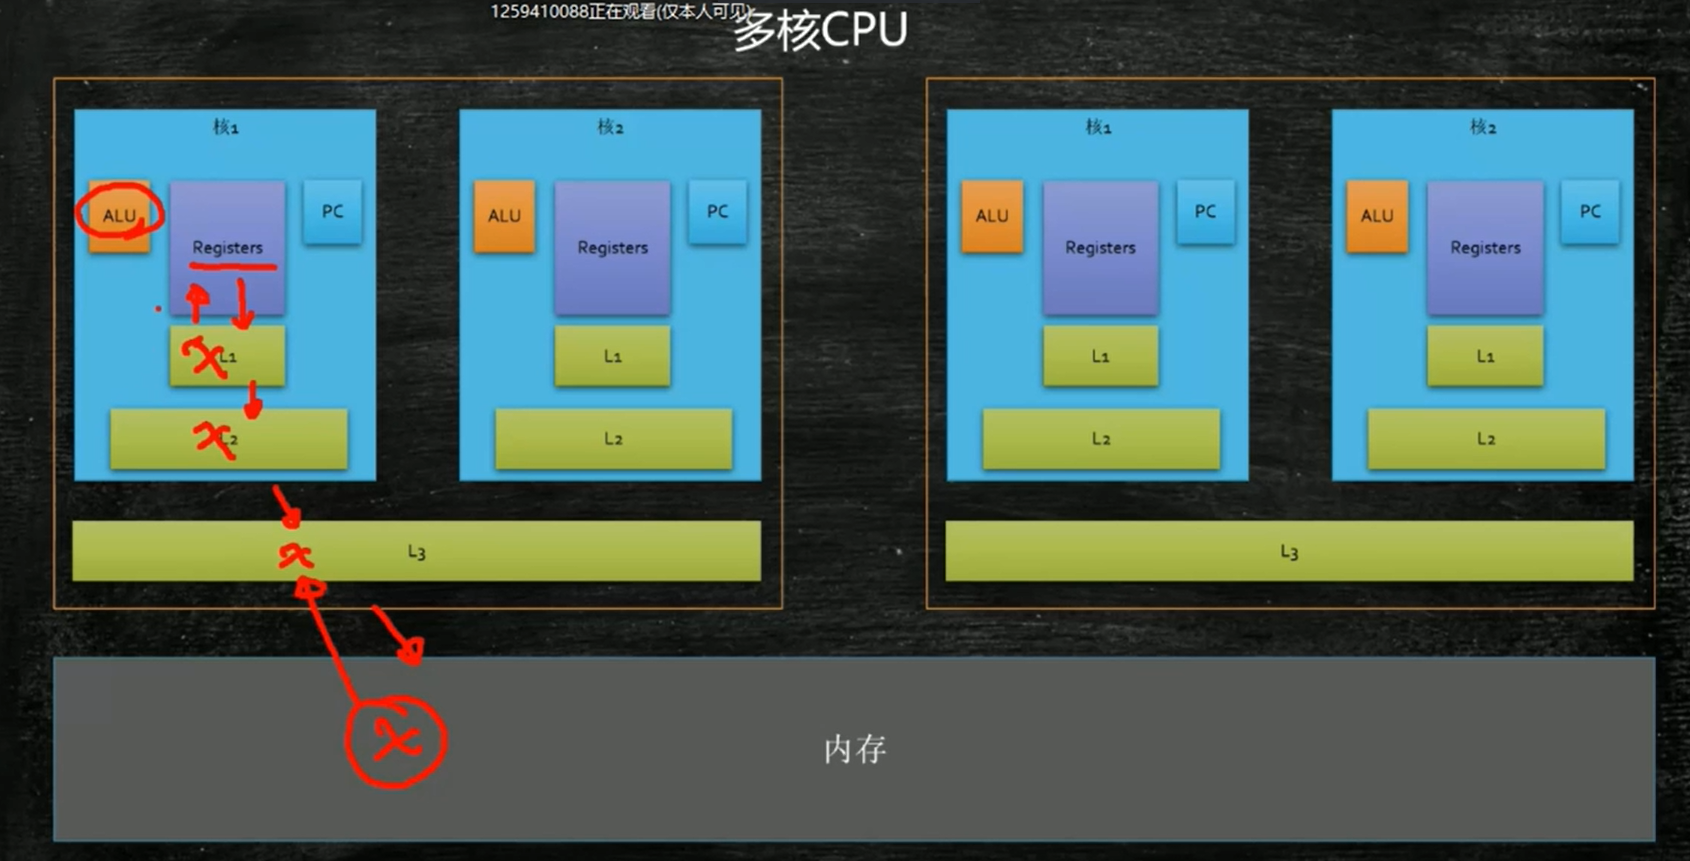 1259410088正在观看(仅本人可见)
多核CPU
核1
核2
核1
核2
ALU
Registers
PC
ALU
Registers
PC
ALU
Registers
PC
ALU
Registers
PC
x L1
L1
L1
L1
x L2
L2
L2
L2
x L3
L3
x
内存